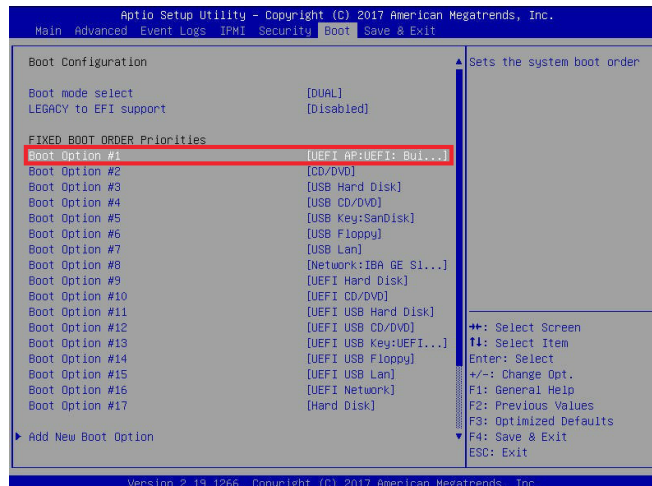 Aptio Setup Utility – Copyright (C) 2017 American Megatrends, Inc.
Main Advanced Event Logs IPMI Security Boot Save & Exit
Boot Configuration
Boot mode select [DUAL]
LEGACY to EFI support [Disabled]
FIXED BOOT ORDER Priorities
Boot Option #1 [UEFI AP:UEFI: Bui...]
Boot Option #2 [CD/DVD]
Boot Option #3 [USB Hard Disk]
Boot Option #4 [USB CD/DVD]
Boot Option #5 [USB Key:SanDisk]
Boot Option #6 [USB Floppy]
Boot Option #7 [USB Lan]
Boot Option #8 [Network:IBA GE Sl...]
Boot Option #9 [UEFI Hard Disk]
Boot Option #10 [UEFI CD/DVD]
Boot Option #11 [UEFI USB Hard Disk]
Boot Option #12 [UEFI USB CD/DVD]
Boot Option #13 [UEFI USB Key:UEFI...]
Boot Option #14 [UEFI USB Floppy]
Boot Option #15 [UEFI USB Lan]
Boot Option #16 [UEFI Network]
Boot Option #17 [Hard Disk]
Add New Boot Option
Sets the system boot order
→←: Select Screen
↑↓: Select Item
Enter: Select
+/-: Change Opt.
F1: General Help
F2: Previous Values
F3: Optimized Defaults
F4: Save & Exit
ESC: Exit
Version 2.19.1266. Copyright (C) 2017 American Megatrends, Inc.